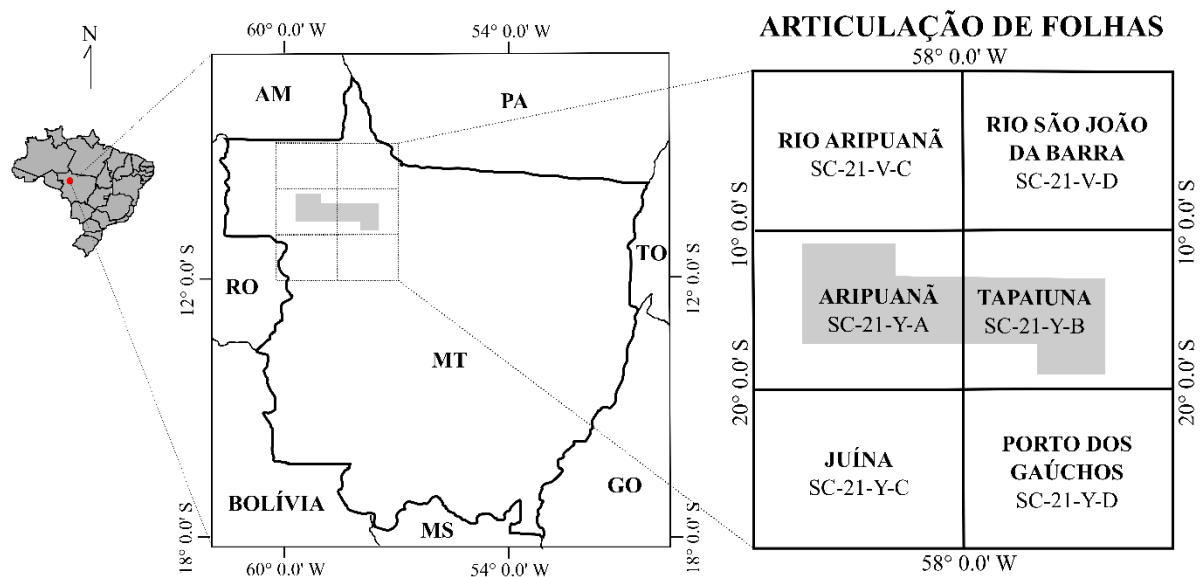 N
60° 0.0' W
54° 0.0' W
AM
PA
RO
TO
MT
BOLÍVIA
GO
MS
12° 0.0' S
12° 0.0' S
18° 0.0' S
18° 0.0' S
60° 0.0' W
54° 0.0' W
ARTICULAÇÃO DE FOLHAS
58° 0.0' W
RIO ARIPUANÃ
SC-21-V-C
RIO SÃO JOÃO
DA BARRA
SC-21-V-D
10° 0.0' S
10° 0.0' S
ARIPUANÃ
SC-21-Y-A
TAPAIUNA
SC-21-Y-B
20° 0.0' S
20° 0.0' S
JUÍNA
SC-21-Y-C
PORTO DOS
GAÚCHOS
SC-21-Y-D
58° 0.0' W